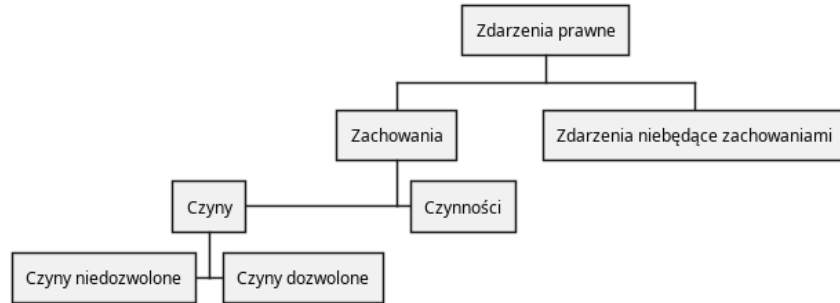 Zdarzenia prawne
Zachowania
Zdarzenia niebędące zachowaniami
Czyny
Czynności
Czyny niedozwolone
Czyny dozwolone